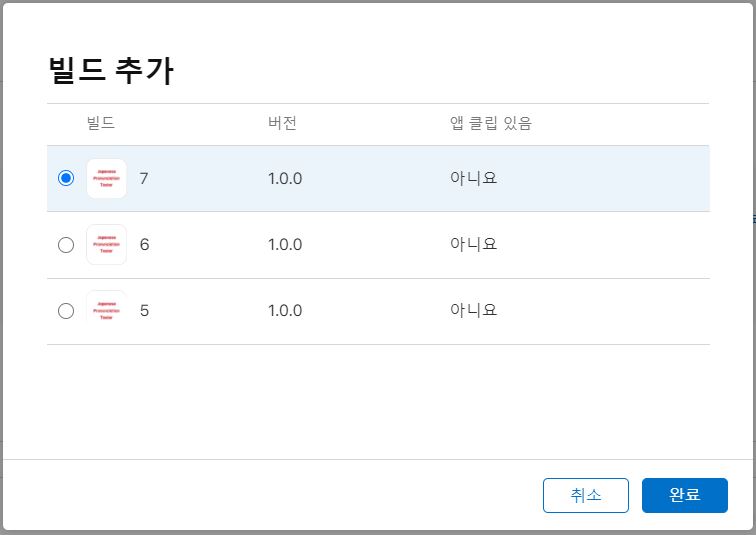 빌드 추가
빌드 버전 앱 클립 있음
Japanese
Pronunciation
Tester
7 1.0.0 아니요
Japanese
Pronunciation
Tester
6 1.0.0 아니요
Japanese
Pronunciation
Tester
5 1.0.0 아니요
취소 완료